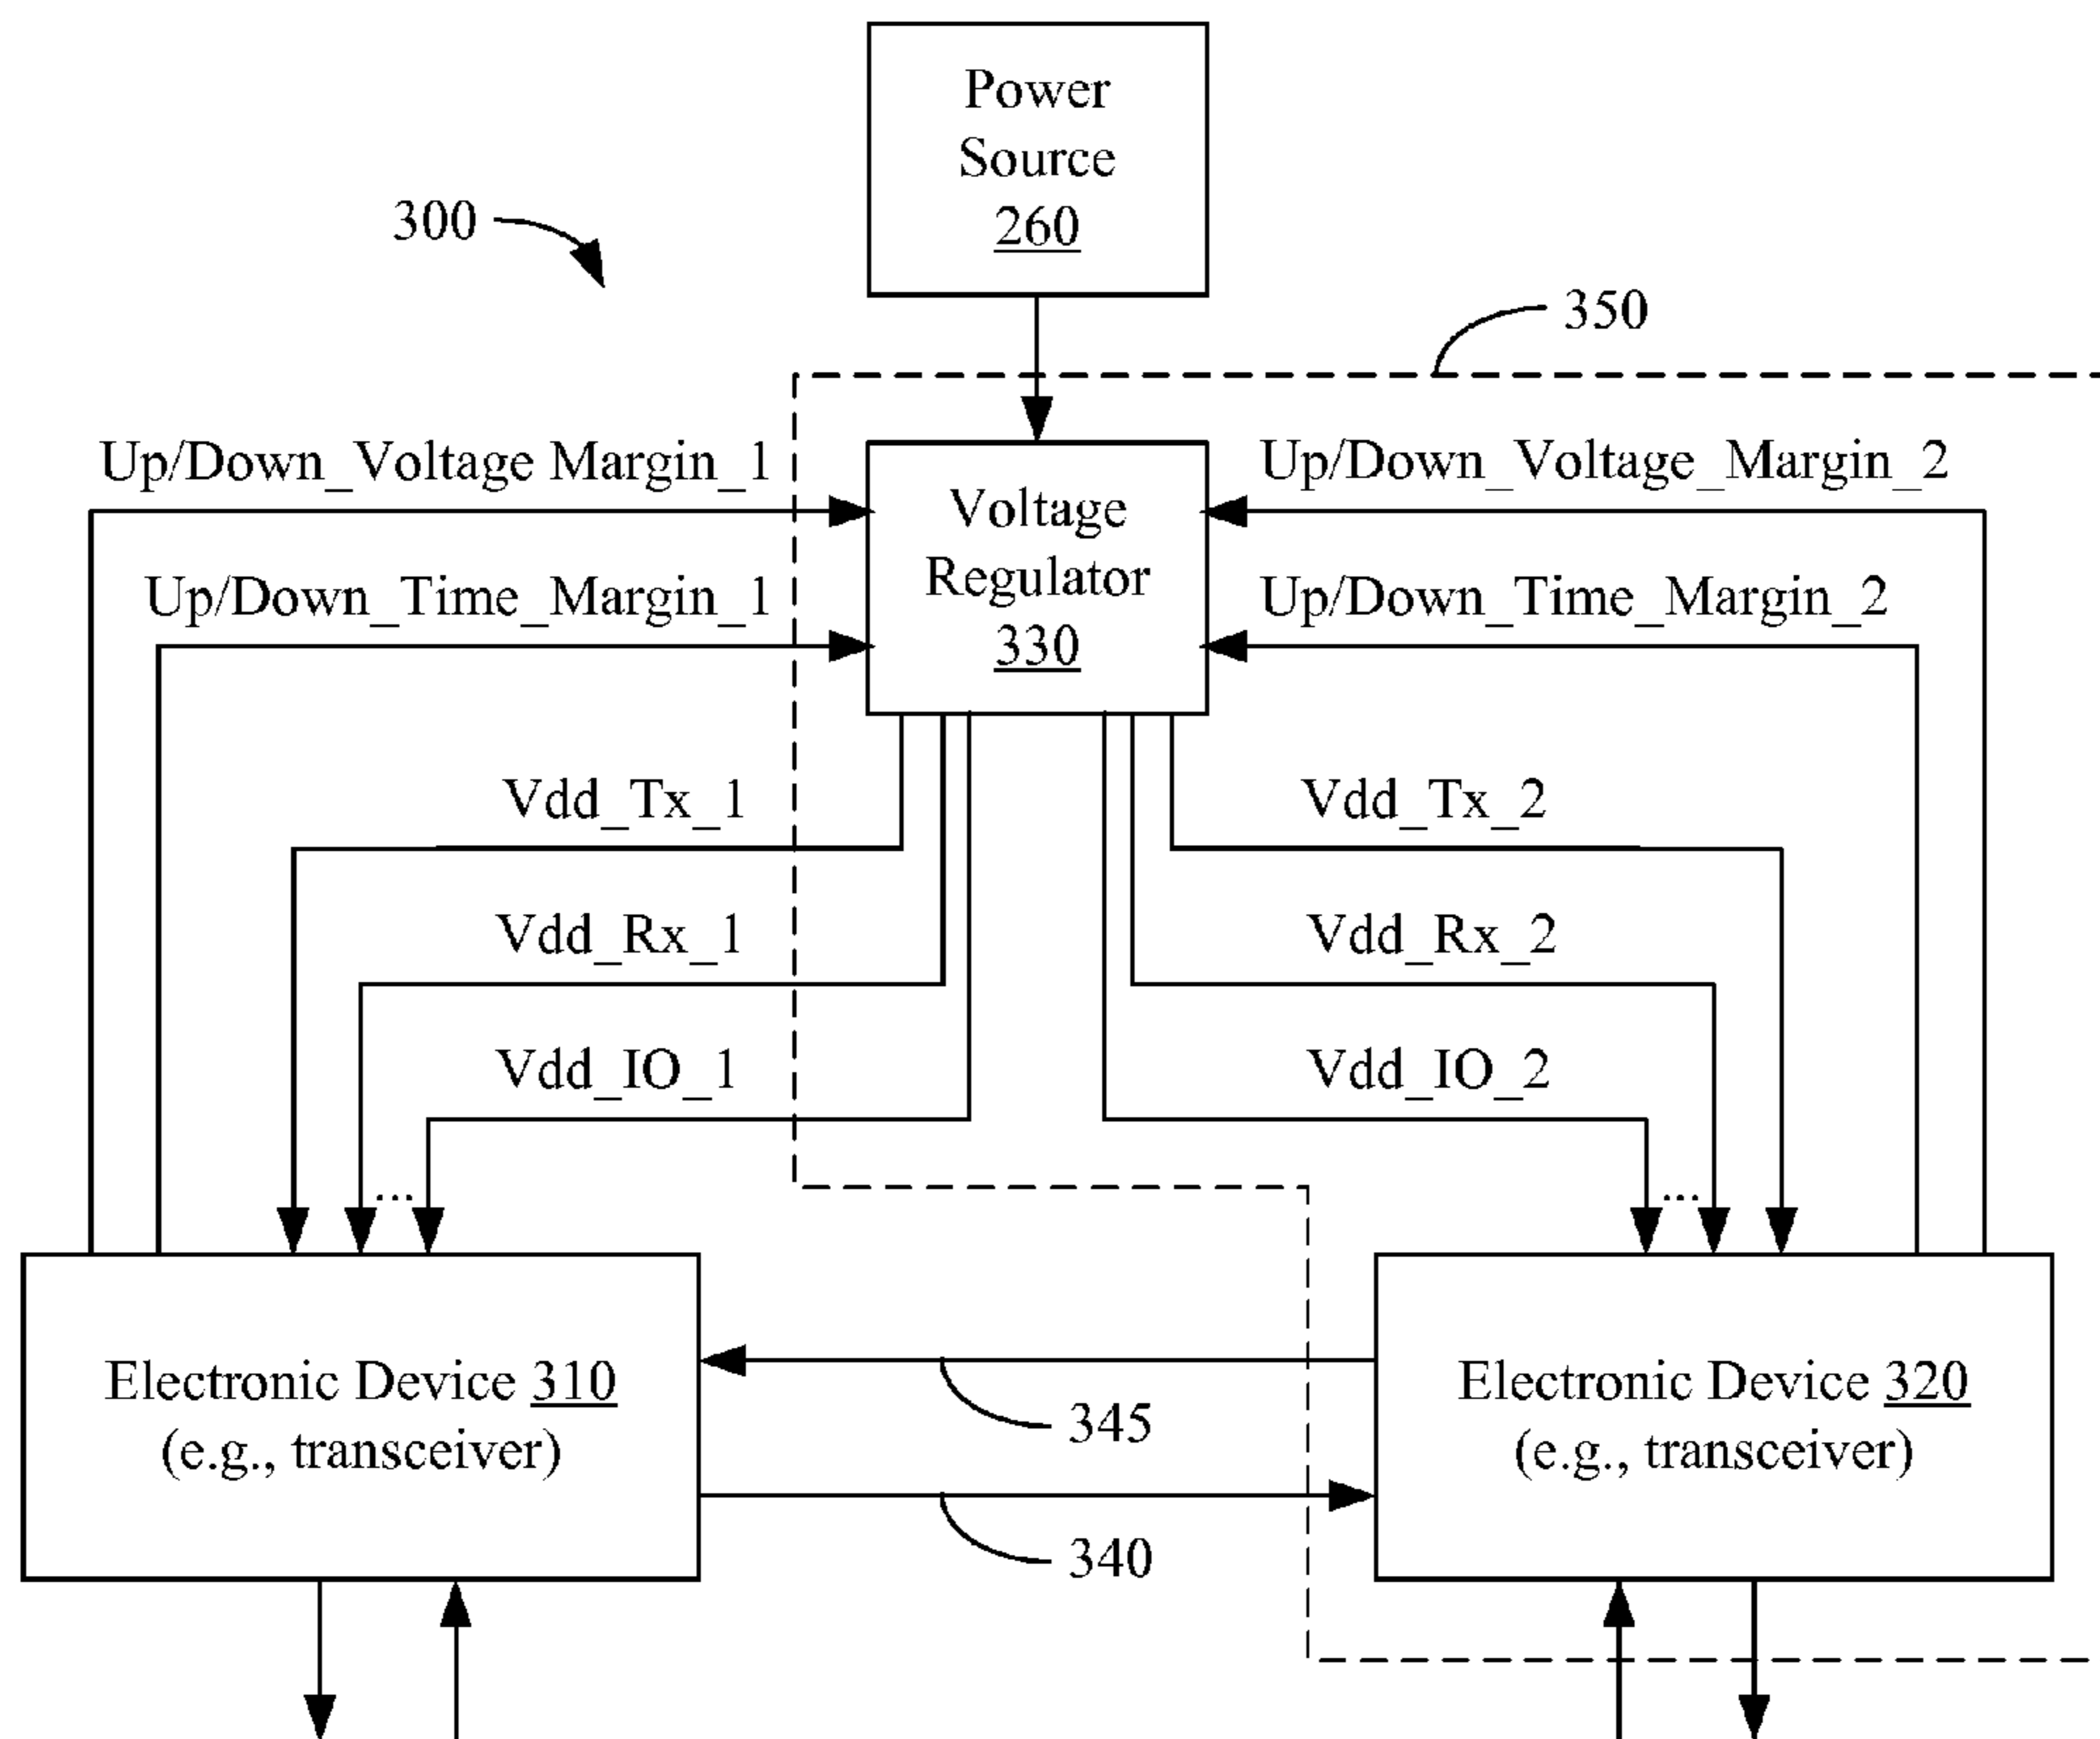 Power
Source
260
300
350
Up/Down_Voltage Margin_1
Up/Down_Voltage_Margin_2
Voltage
Regulator
330
Up/Down_Time_Margin_1
Up/Down_Time_Margin_2
Vdd_Tx_1
Vdd_Tx_2
Vdd_Rx_1
Vdd_Rx_2
Vdd_IO_1
Vdd_IO_2
...
...
Electronic Device 310
(e.g., transceiver)
345
340
Electronic Device 320
(e.g., transceiver)